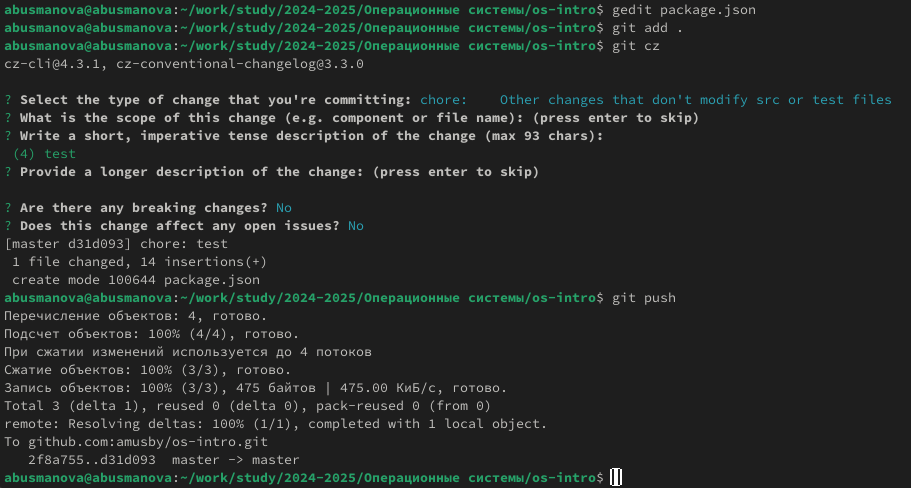 abusmanova@abusmanova:~/work/study/2024-2025/Операционные системы/os-intro$ gedit package.json
abusmanova@abusmanova:~/work/study/2024-2025/Операционные системы/os-intro$ git add .
abusmanova@abusmanova:~/work/study/2024-2025/Операционные системы/os-intro$ git cz
cz-cli@4.3.1, cz-conventional-changelog@3.3.0

? Select the type of change that you're committing: chore:    Other changes that don't modify src or test files
? What is the scope of this change (e.g. component or file name): (press enter to skip)
? Write a short, imperative tense description of the change (max 93 chars):
 (4) test
? Provide a longer description of the change: (press enter to skip)

? Are there any breaking changes? No
? Does this change affect any open issues? No
[master d31d093] chore: test
 1 file changed, 14 insertions(+)
 create mode 100644 package.json
abusmanova@abusmanova:~/work/study/2024-2025/Операционные системы/os-intro$ git push
Перечисление объектов: 4, готово.
Подсчет объектов: 100% (4/4), готово.
При сжатии изменений используется до 4 потоков
Сжатие объектов: 100% (3/3), готово.
Запись объектов: 100% (3/3), 475 байтов | 475.00 КиБ/с, готово.
Total 3 (delta 1), reused 0 (delta 0), pack-reused 0 (from 0)
remote: Resolving deltas: 100% (1/1), completed with 1 local object.
To github.com:amusby/os-intro.git
   2f8a755..d31d093  master -> master
abusmanova@abusmanova:~/work/study/2024-2025/Операционные системы/os-intro$